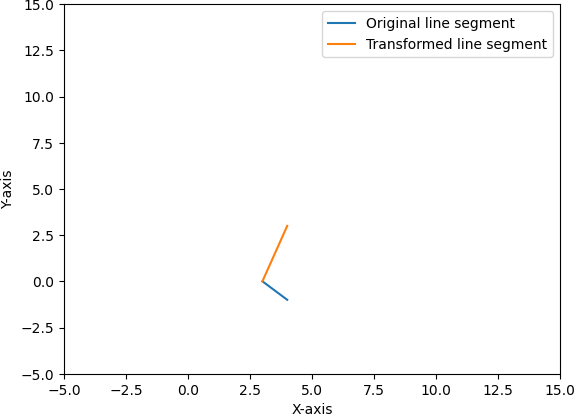 15.0
12.5
10.0
7.5
5.0
2.5
0.0
−2.5
−5.0
Y-axis
Original line segment
Transformed line segment
−5.0 −2.5 0.0 2.5 5.0 7.5 10.0 12.5 15.0
X-axis